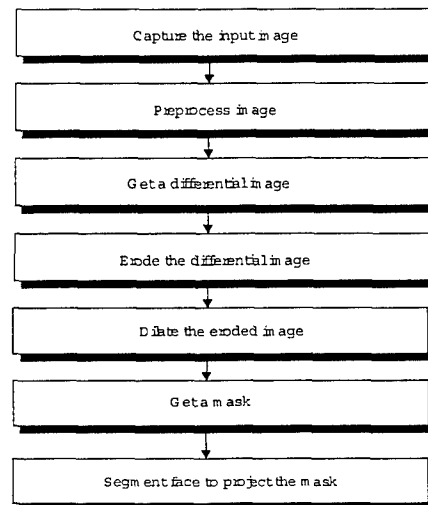 Capture the input image
Preprocess image
Get a differential image
Erode the differential image
Dilate the eroded image
Get a mask
Segment face to project the mask